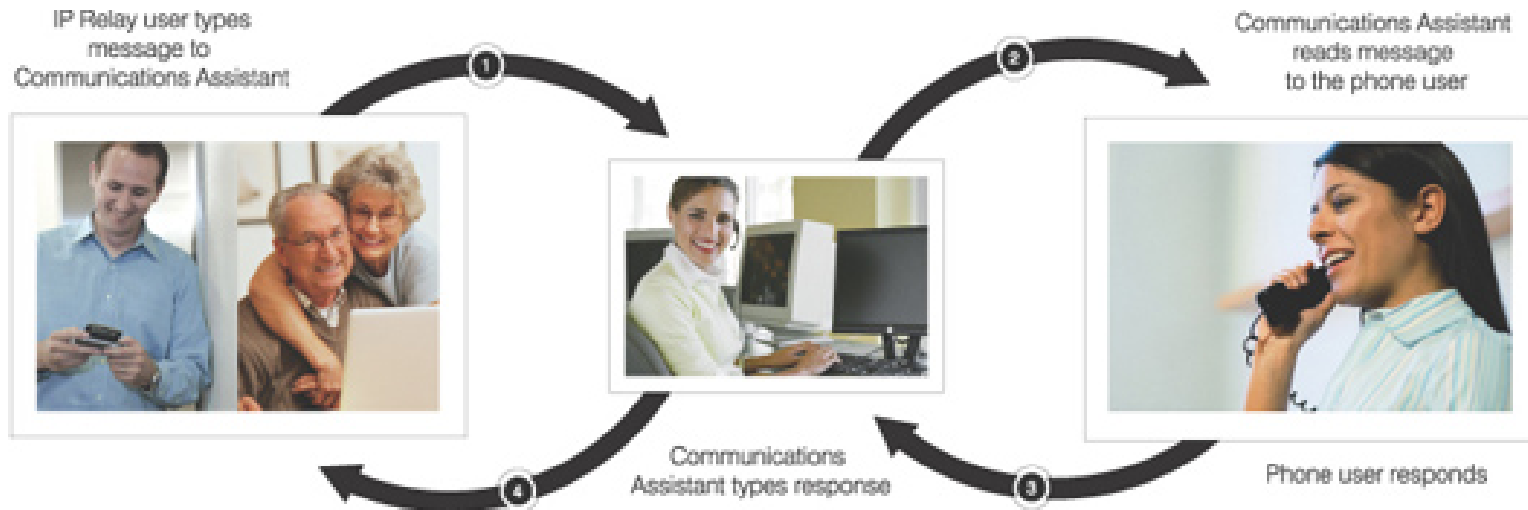 IP Relay user types
message to
Communications Assistant
1
2
Communications Assistant
reads message
to the phone user
4
Communications
Assistant types response
3
Phone user responds